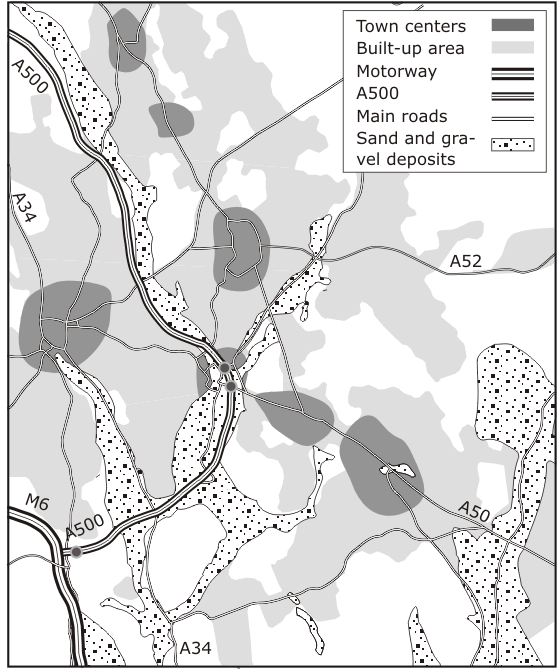 Town centers
Built-up area
Motorway
A500
Main roads
Sand and gra-
vel deposits
A500
A34
A52
M6
A500
A50
A34